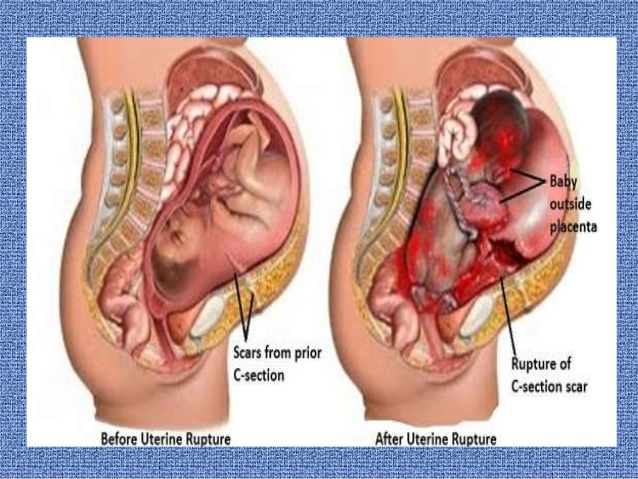 Scars from prior
C-section
Before Uterine Rupture
Baby
outside
placenta
Rupture of
C-section scar
After Uterine Rupture